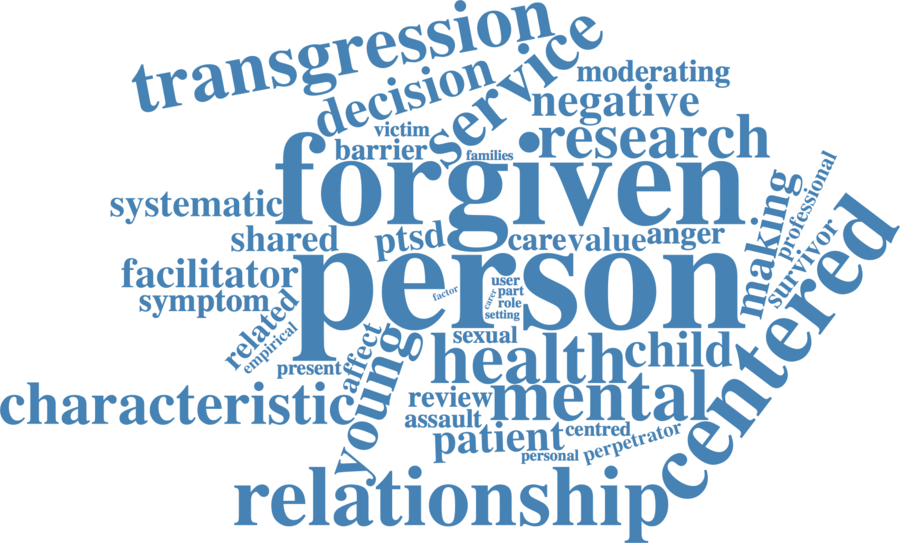 transgression
service
decision
moderating
negative
victim
barrier
families
research
forgiven
systematic
shared
ptsd
care
value
anger
making
professional
survivor
facilitator
symptom
person
centered
factor
carer
user
part
role
setting
related
empirical
present
affect
young
sexual
health
child
characteristic
review
mental
assault
patient
centred
personal
perpetrator
relationship